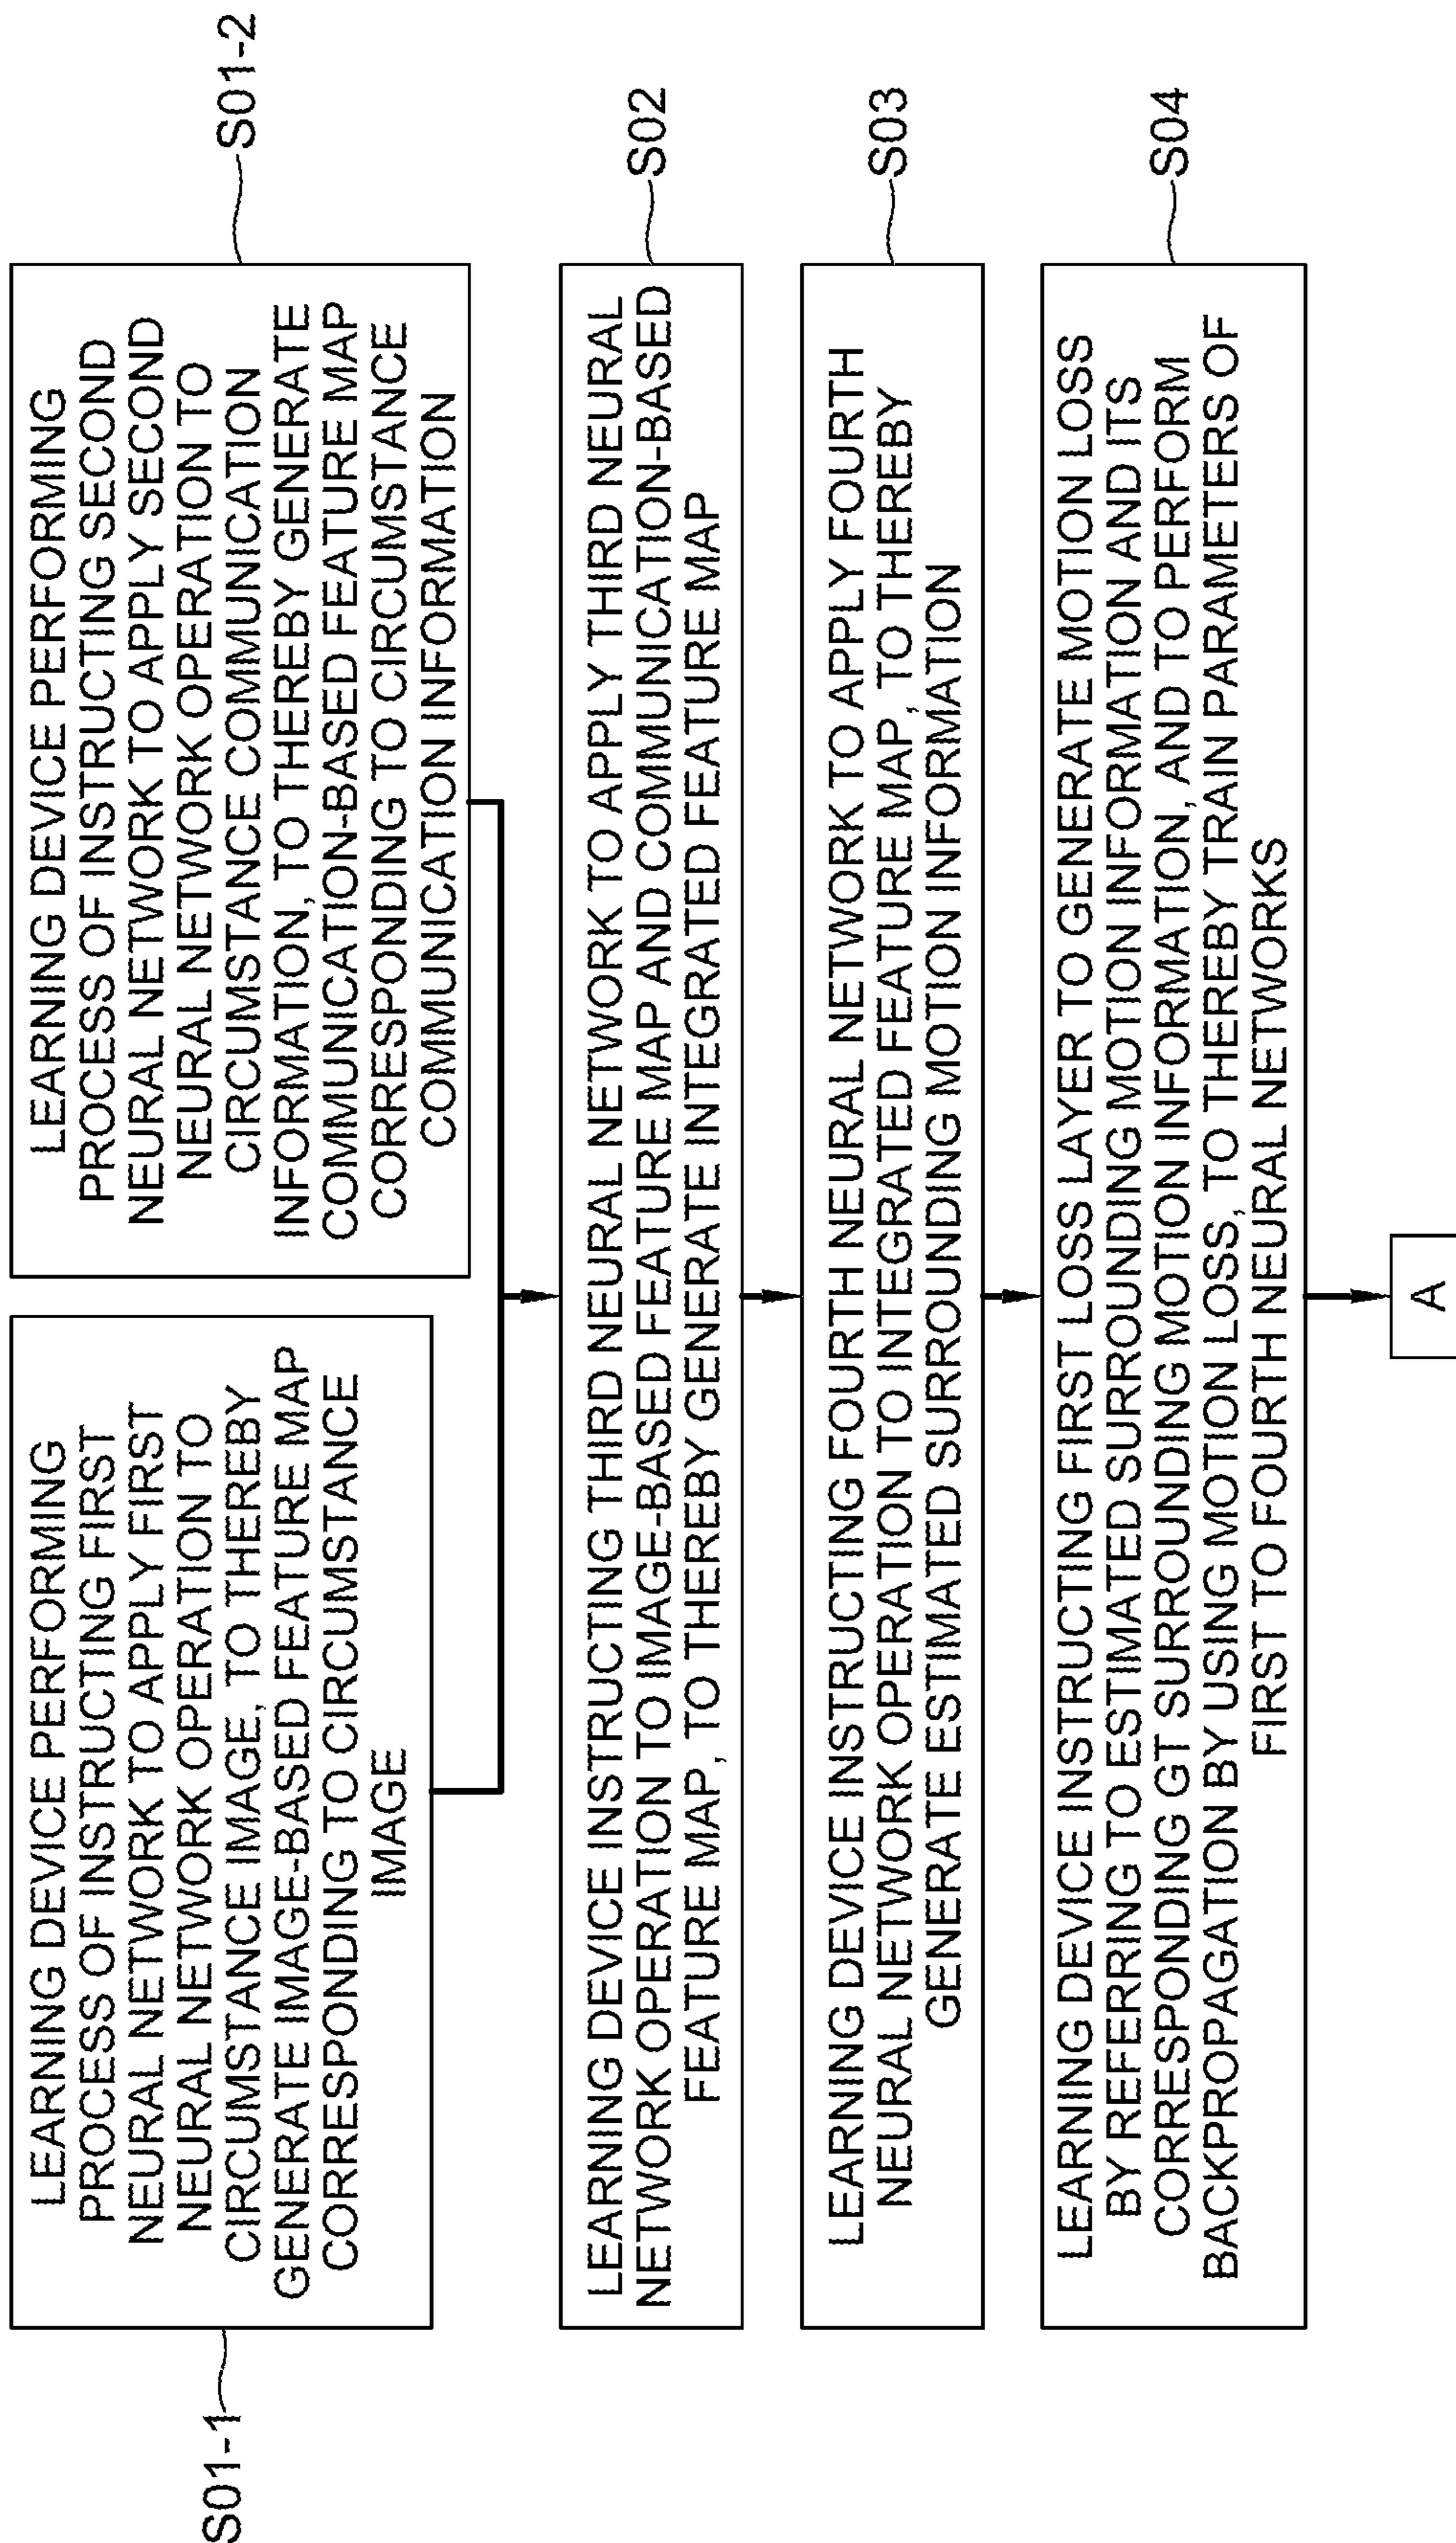 S01-1
LEARNING DEVICE PERFORMING
PROCESS OF INSTRUCTING FIRST
NEURAL NETWORK TO APPLY FIRST
NEURAL NETWORK OPERATION TO
CIRCUMSTANCE IMAGE, TO THEREBY
GENERATE IMAGE-BASED FEATURE MAP
CORRESPONDING TO CIRCUMSTANCE
IMAGE
LEARNING DEVICE PERFORMING
PROCESS OF INSTRUCTING SECOND
NEURAL NETWORK TO APPLY SECOND
NEURAL NETWORK OPERATION TO
CIRCUMSTANCE COMMUNICATION
INFORMATION, TO THEREBY GENERATE
COMMUNICATION-BASED FEATURE MAP
CORRESPONDING TO CIRCUMSTANCE
COMMUNICATION INFORMATION
S01-2
LEARNING DEVICE INSTRUCTING THIRD NEURAL NETWORK TO APPLY THIRD NEURAL
NETWORK OPERATION TO IMAGE-BASED FEATURE MAP AND COMMUNICATION-BASED
FEATURE MAP, TO THEREBY GENERATE INTEGRATED FEATURE MAP
S02
LEARNING DEVICE INSTRUCTING FOURTH NEURAL NETWORK TO APPLY FOURTH
NEURAL NETWORK OPERATION TO INTEGRATED FEATURE MAP, TO THEREBY
GENERATE ESTIMATED SURROUNDING MOTION INFORMATION
S03
LEARNING DEVICE INSTRUCTING FIRST LOSS LAYER TO GENERATE MOTION LOSS
BY REFERRING TO ESTIMATED SURROUNDING MOTION INFORMATION AND ITS
CORRESPONDING GT SURROUNDING MOTION INFORMATION, AND TO PERFORM
BACKPROPAGATION BY USING MOTION LOSS, TO THEREBY TRAIN PARAMETERS OF
FIRST TO FOURTH NEURAL NETWORKS
S04
A